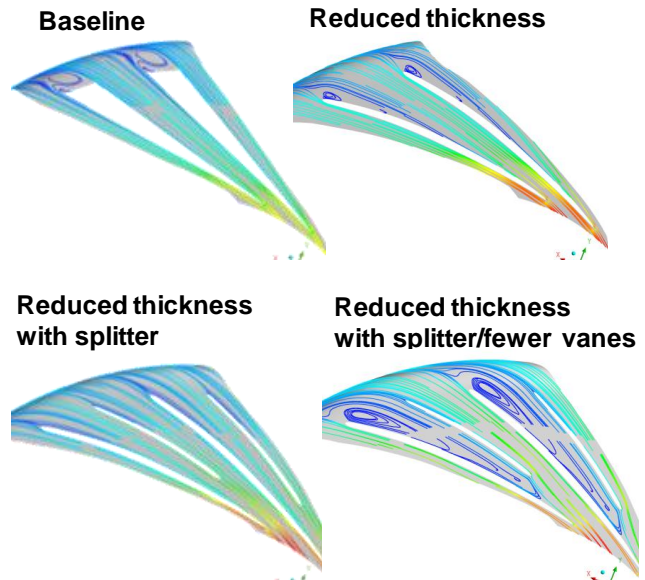 Baseline
Reduced thickness
Reduced thickness
with splitter
Reduced thickness
with splitter/fewer vanes
X
Y